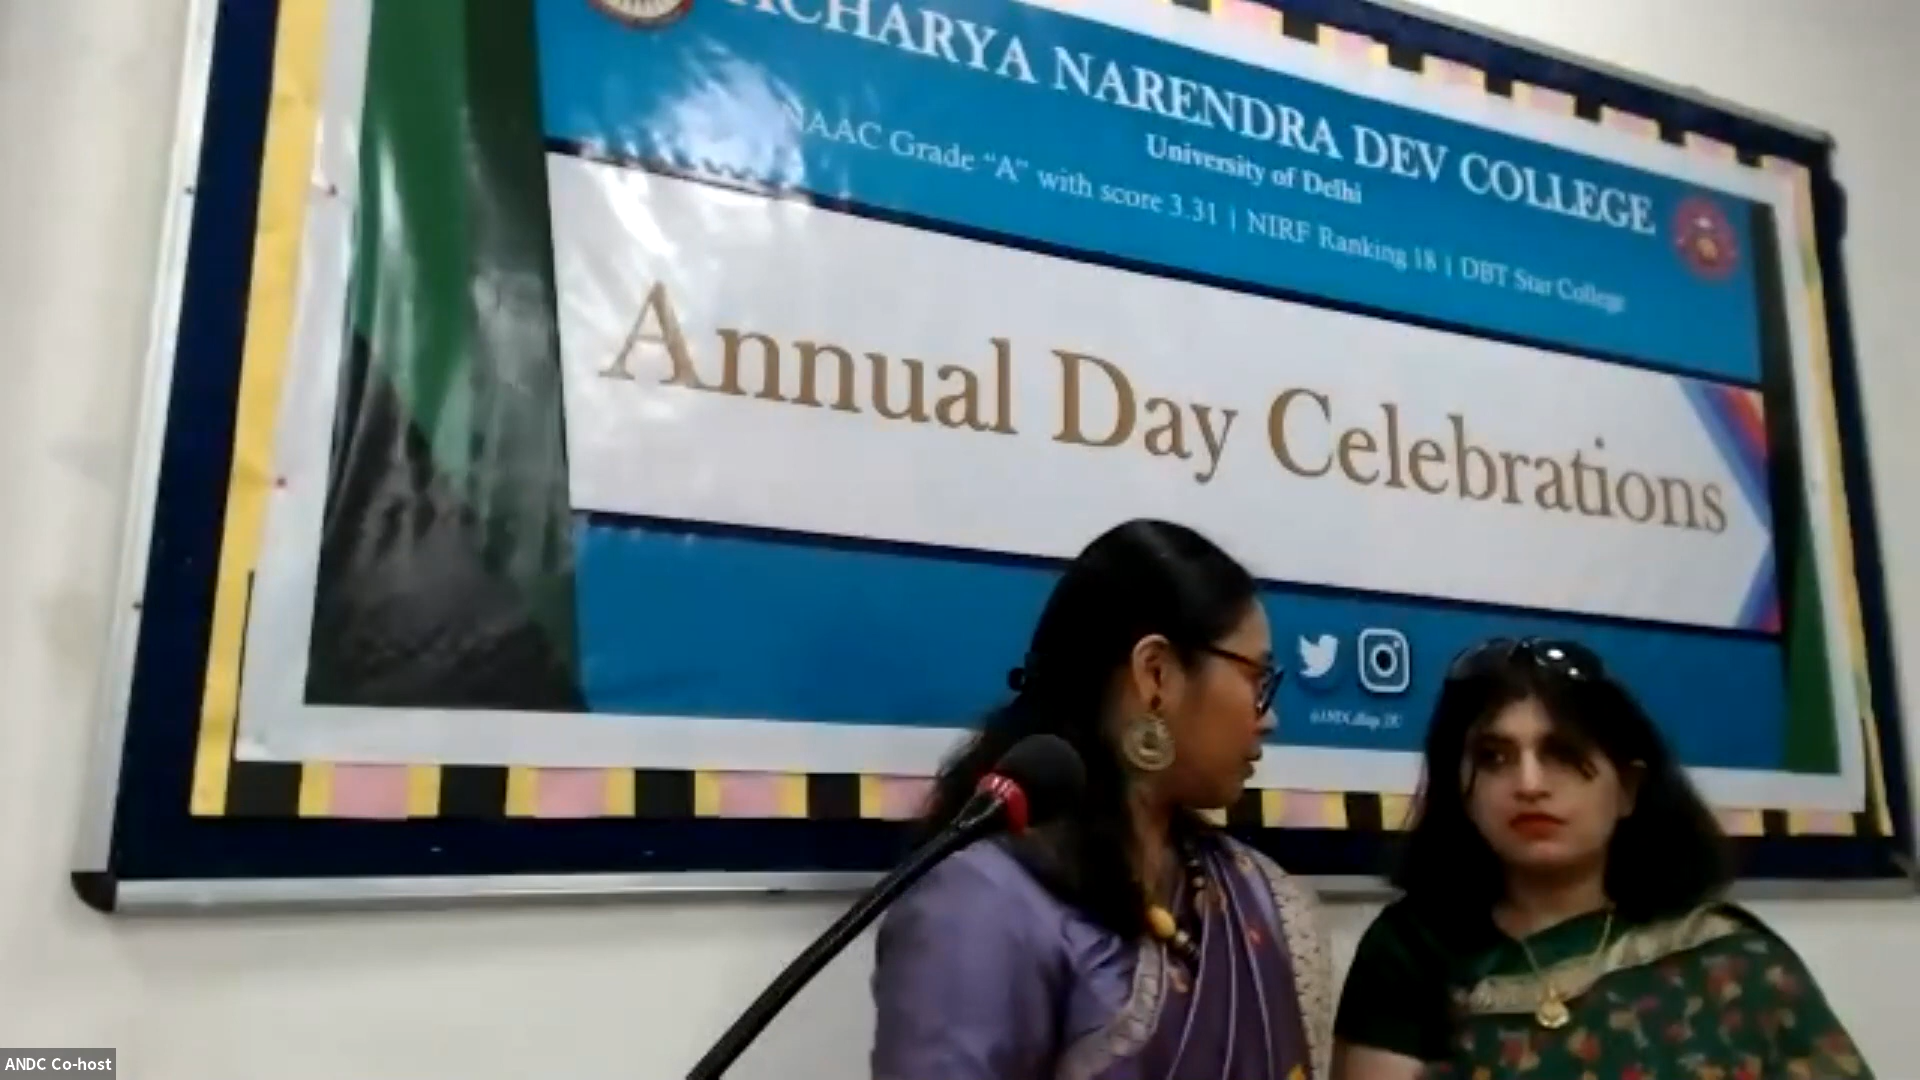 ACHARYA NARENDRA DEV COLLEGE
University of Delhi
NAAC Grade “A” with score 3.31 | NIRF Ranking 18 | DBT Star College
Annual Day Celebrations
ANDC Co-host